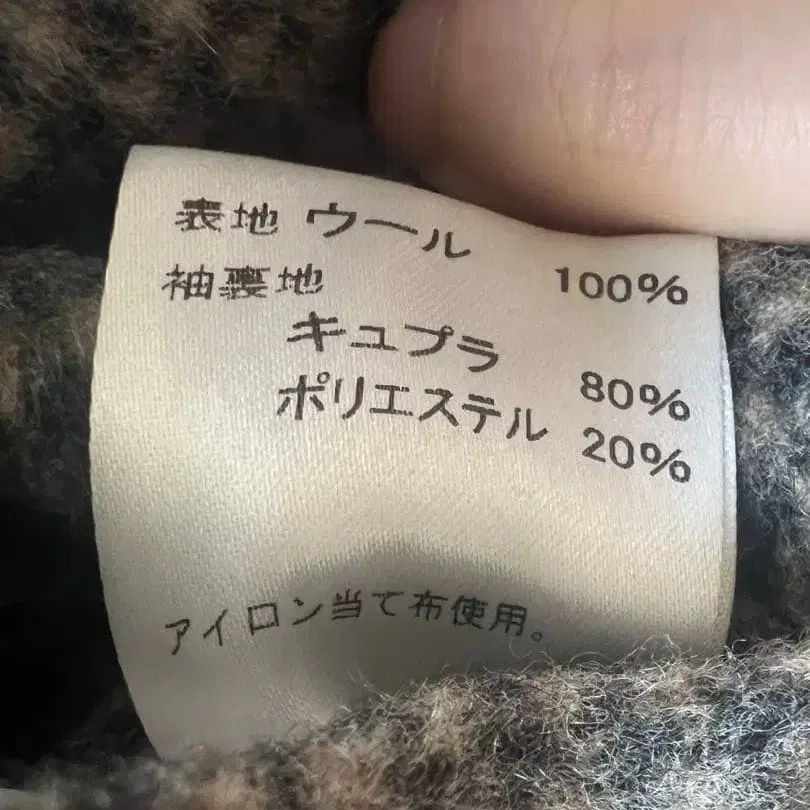 表地 ウール 100%
袖裏地
キュプラ 80%
ポリエステル 20%
アイロン当て布使用。